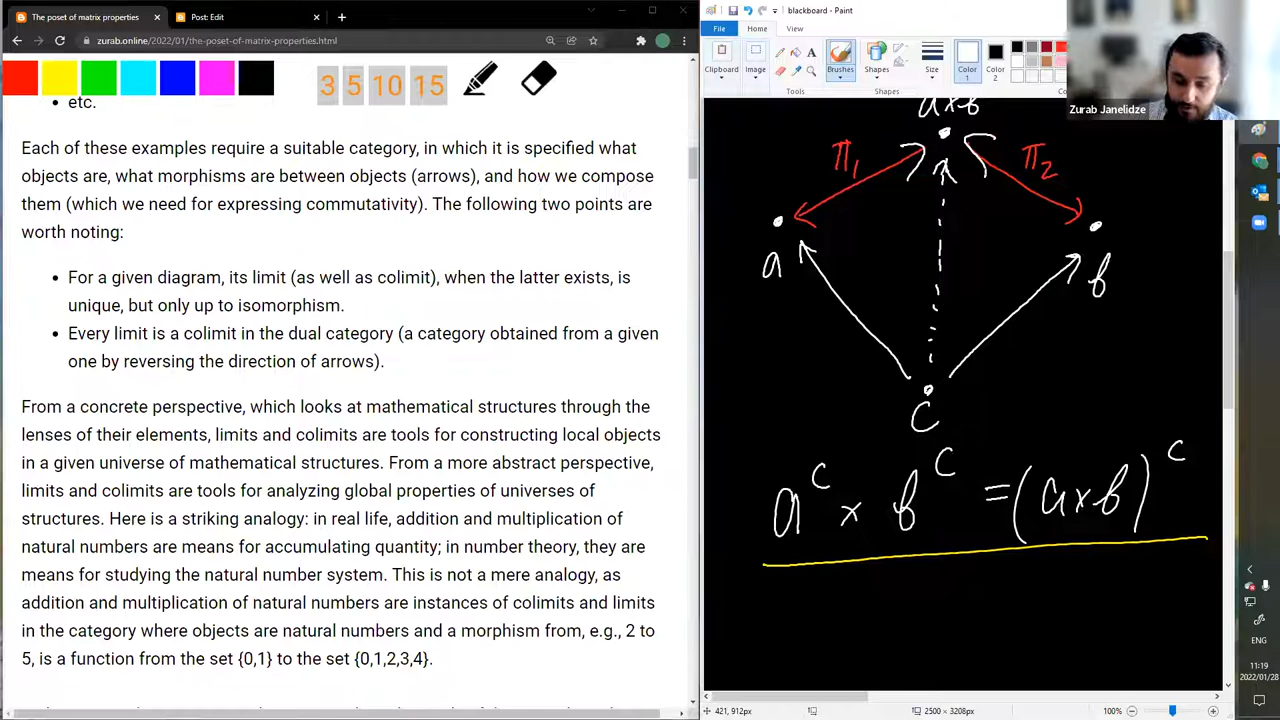 The poset of matrix properties
Post: Edit
blackboard - Paint
zurab.online/2022/01/the-poset-of-matrix-properties.html
File Home View
3 5 10 15
Clipboard Image Brushes Shapes Size Color 1 Color 2
Tools Shapes
Zurab Janelidze
• etc.
Each of these examples require a suitable category, in which it is specified what
objects are, what morphisms are between objects (arrows), and how we compose
them (which we need for expressing commutativity). The following two points are
worth noting:
• For a given diagram, its limit (as well as colimit), when the latter exists, is
unique, but only up to isomorphism.
• Every limit is a colimit in the dual category (a category obtained from a given
one by reversing the direction of arrows).
From a concrete perspective, which looks at mathematical structures through the
lenses of their elements, limits and colimits are tools for constructing local objects
in a given universe of mathematical structures. From a more abstract perspective,
limits and colimits are tools for analyzing global properties of universes of
structures. Here is a striking analogy: in real life, addition and multiplication of
natural numbers are means for accumulating quantity; in number theory, they are
means for studying the natural number system. This is not a mere analogy, as
addition and multiplication of natural numbers are instances of colimits and limits
in the category where objects are natural numbers and a morphism from, e.g., 2 to
5, is a function from the set {0,1} to the set {0,1,2,3,4}.
a×b
π₁ π₂
a b
c
aᶜ × bᶜ = (a×b)ᶜ
421, 912px
2500 × 3208px
100%
ENG
11:19
2022/01/28